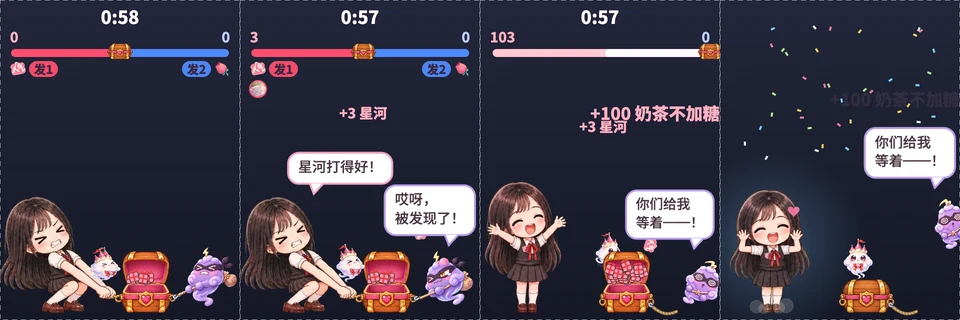 0:58
0
0
发1
发2
0:57
3
0
发1
发2
+3 星河
星河打得好！
哎呀，
被发现了！
0:57
103
0
+100 奶茶不加糖
+3 星河
你们给我
等着——！
+100 奶茶不加糖
你们给我
等着——！